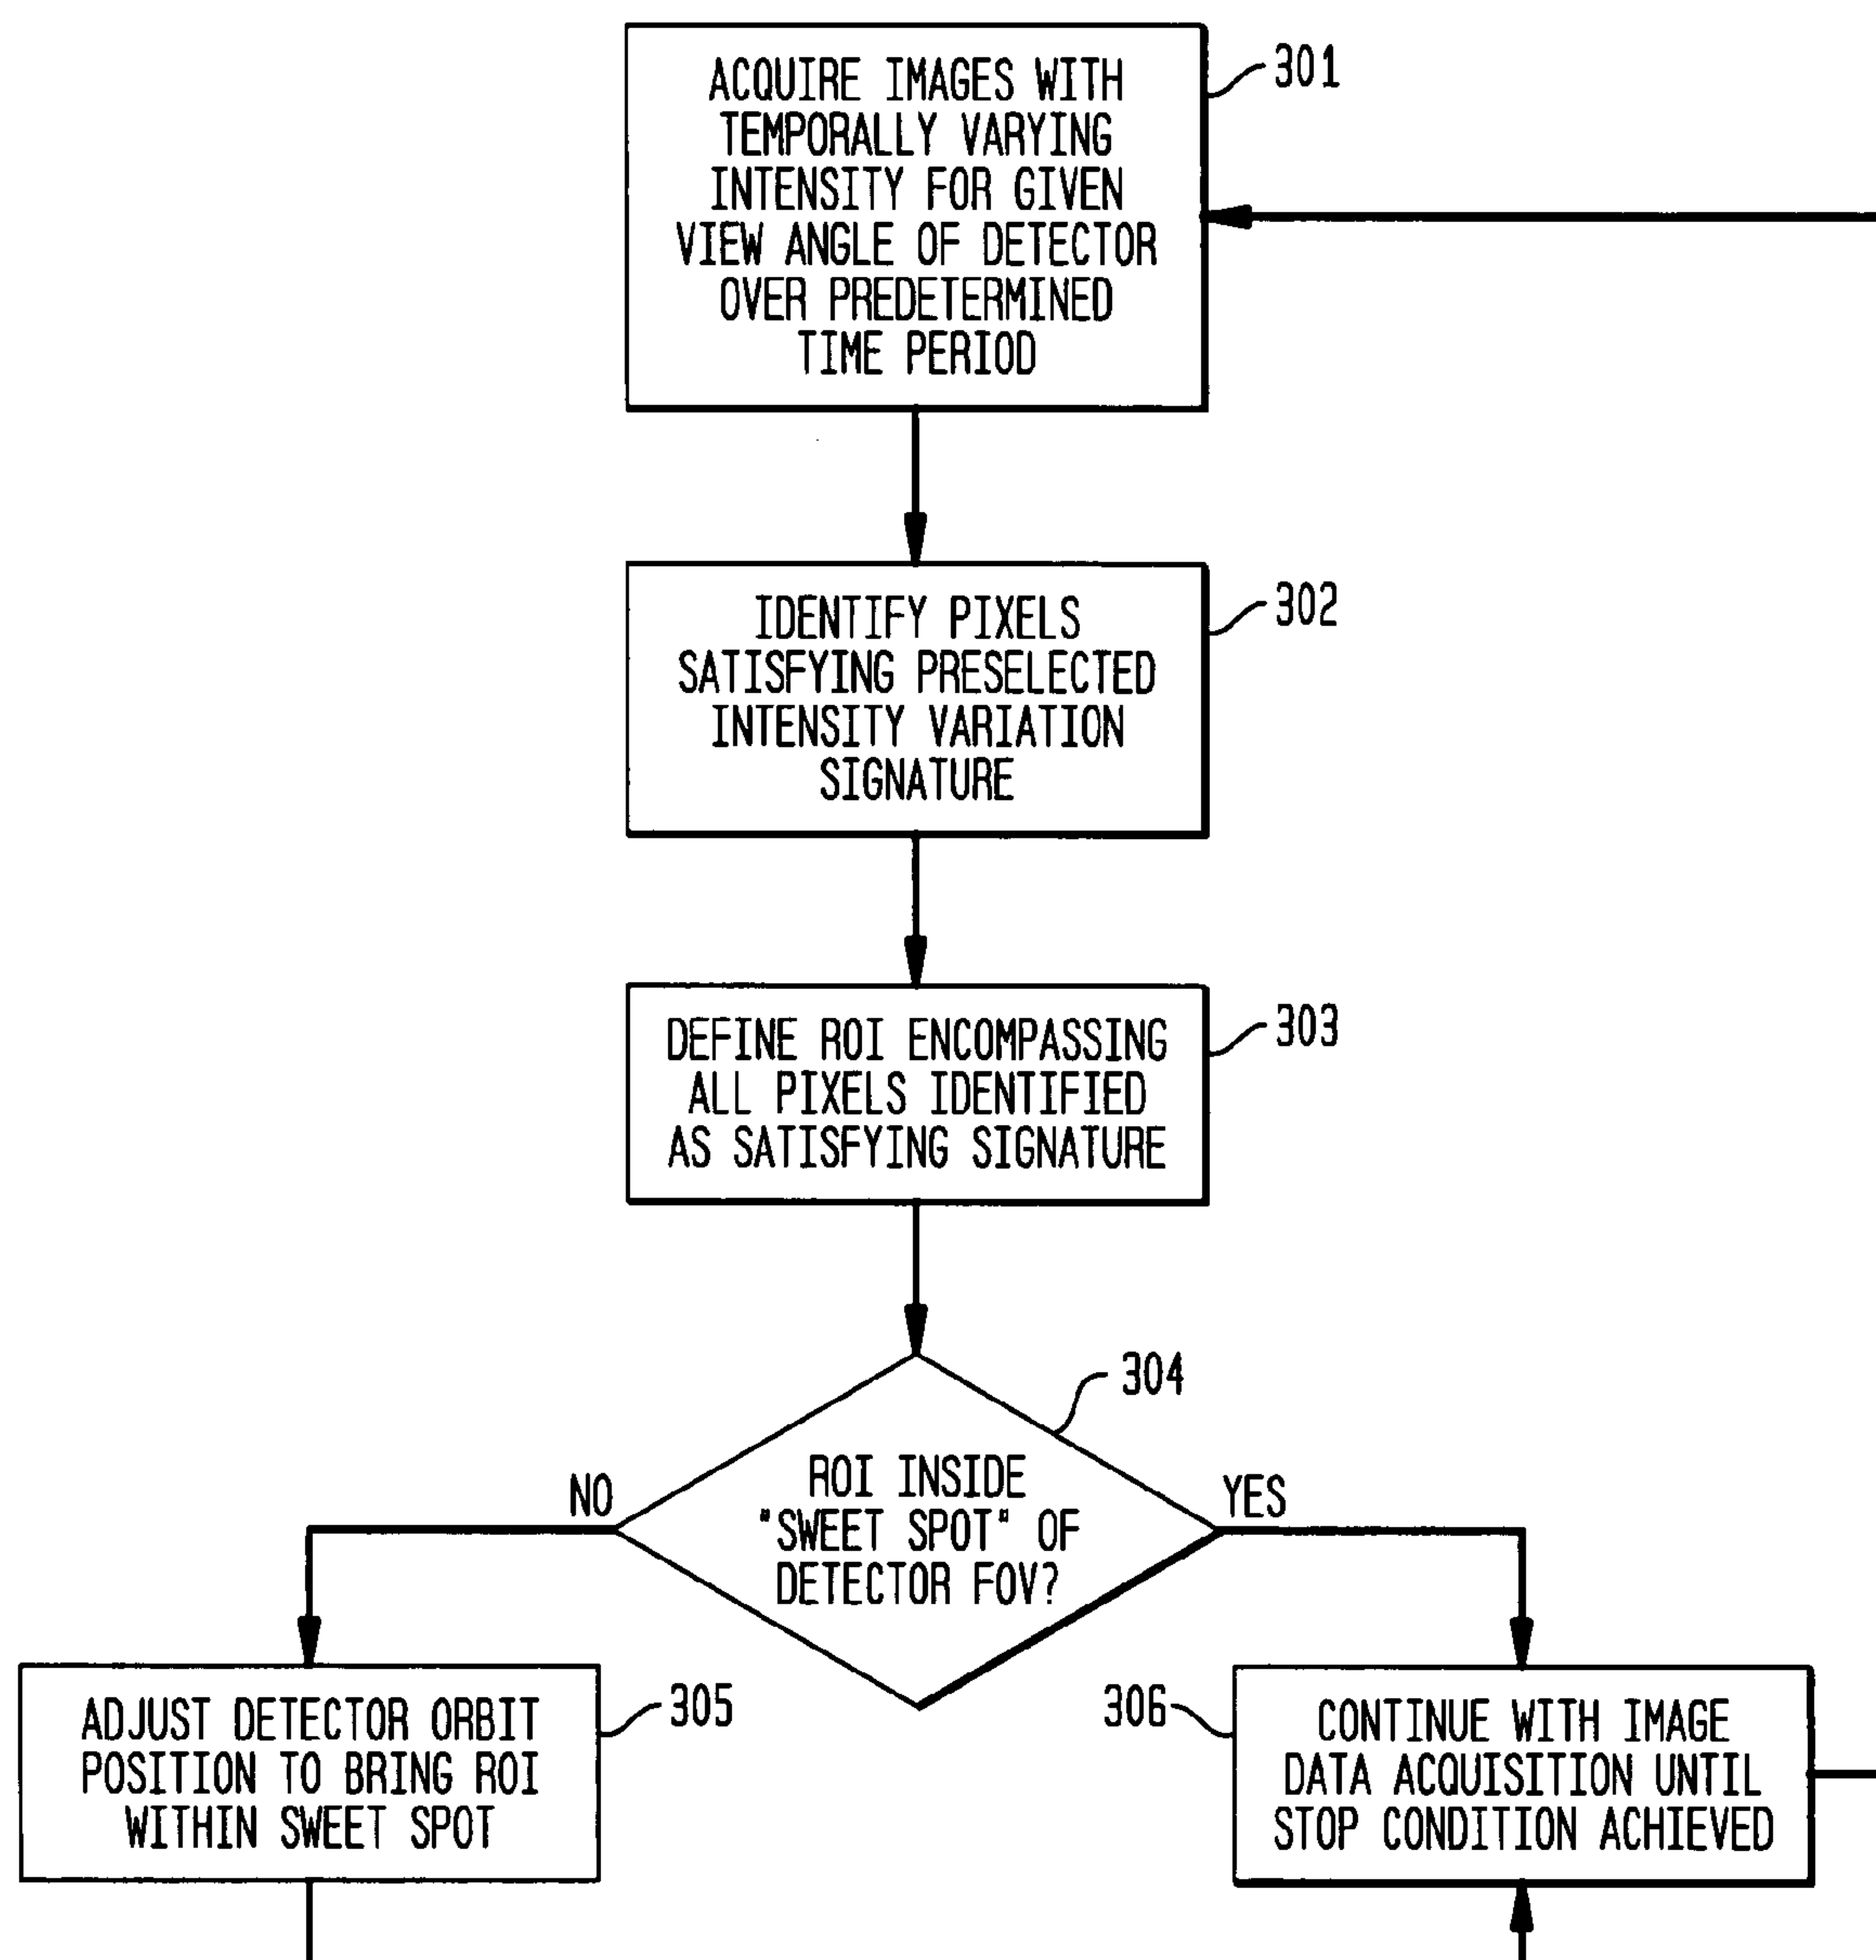 ACQUIRE IMAGES WITH
TEMPORALLY VARYING
INTENSITY FOR GIVEN
VIEW ANGLE OF DETECTOR
OVER PREDETERMINED
TIME PERIOD
301
IDENTIFY PIXELS
SATISFYING PRESELECTED
INTENSITY VARIATION
SIGNATURE
302
DEFINE ROI ENCOMPASSING
ALL PIXELS IDENTIFIED
AS SATISFYING SIGNATURE
303
304
ROI INSIDE
"SWEET SPOT" OF
DETECTOR FOV?
NO
YES
ADJUST DETECTOR ORBIT
POSITION TO BRING ROI
WITHIN SWEET SPOT
305
306
CONTINUE WITH IMAGE
DATA ACQUISITION UNTIL
STOP CONDITION ACHIEVED